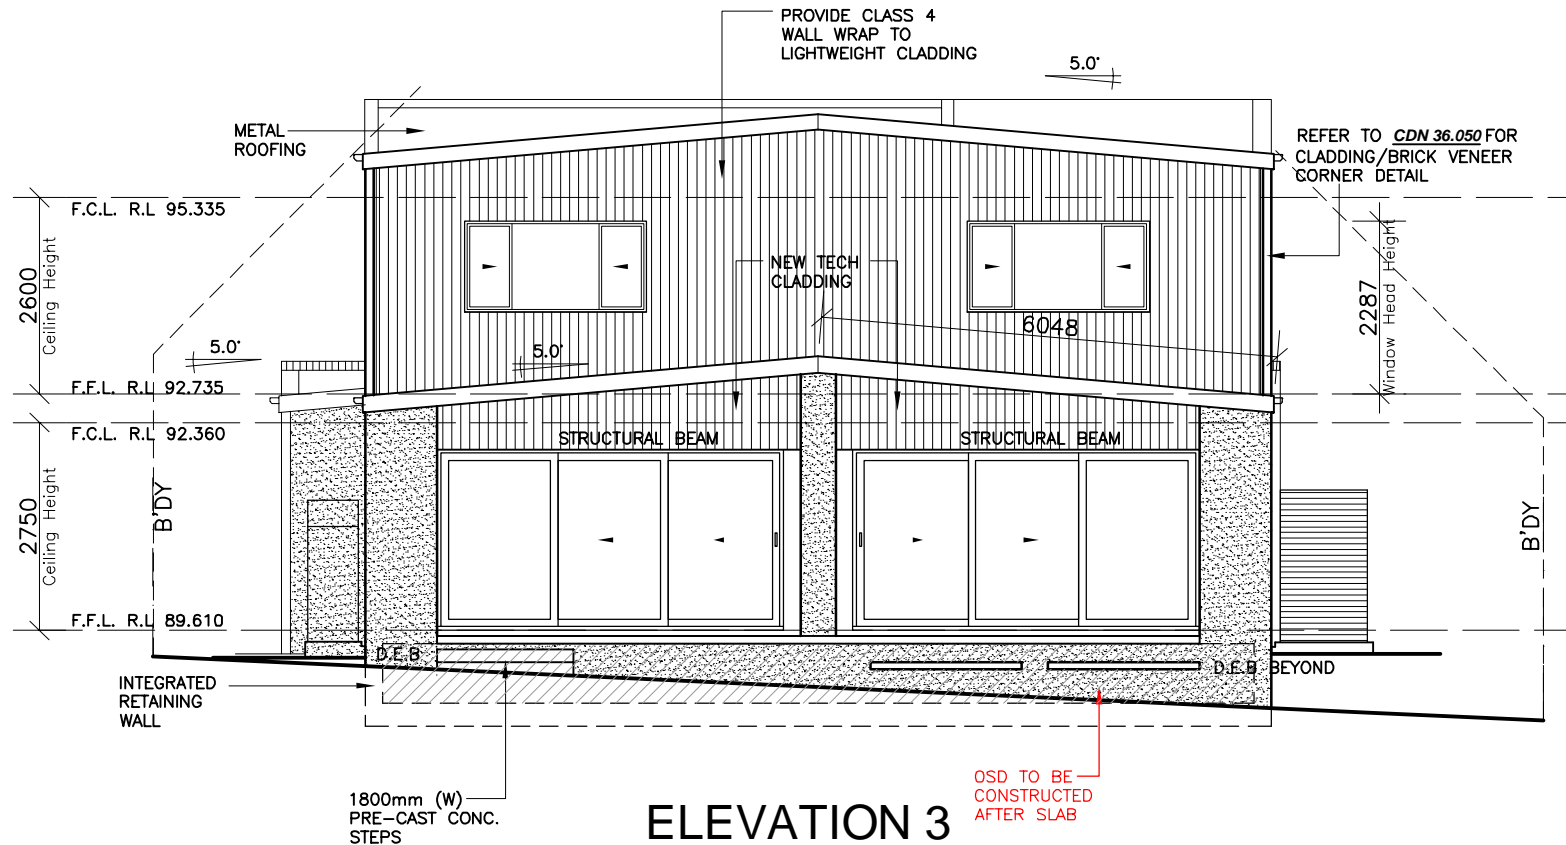 PROVIDE CLASS 4
WALL WRAP TO
LIGHTWEIGHT CLADDING
5.0°
METAL
ROOFING
REFER TO CDN 36.050 FOR
CLADDING/BRICK VENEER
CORNER DETAIL
F.C.L. R.L 95.335
2600
Ceiling Height
NEW TECH
CLADDING
2287
Window Head Height
6048
5.0°
5.0°
F.F.L. R.L 92.735
F.C.L. R.L 92.360
STRUCTURAL BEAM
STRUCTURAL BEAM
2750
Ceiling Height
B'DY
B'DY
F.F.L. R.L 89.610
D.E.B
D.E.B BEYOND
INTEGRATED
RETAINING
WALL
OSD TO BE
CONSTRUCTED
AFTER SLAB
1800mm (W)
PRE-CAST CONC.
STEPS
ELEVATION 3